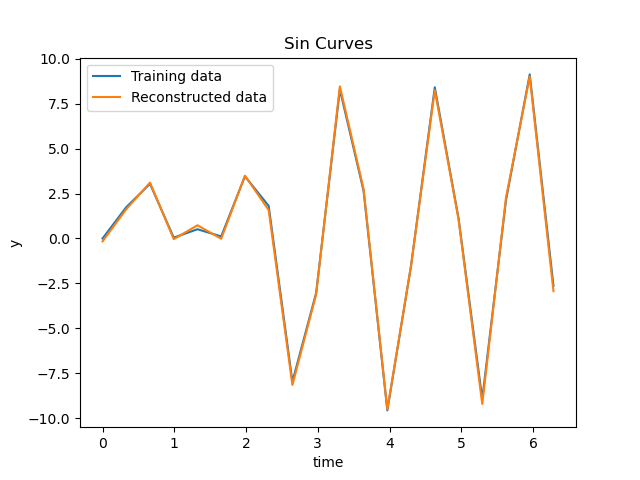 Sin Curves
Training data
Reconstructed data
10.0
7.5
5.0
2.5
0.0
−2.5
−5.0
−7.5
−10.0
y
0 1 2 3 4 5 6
time